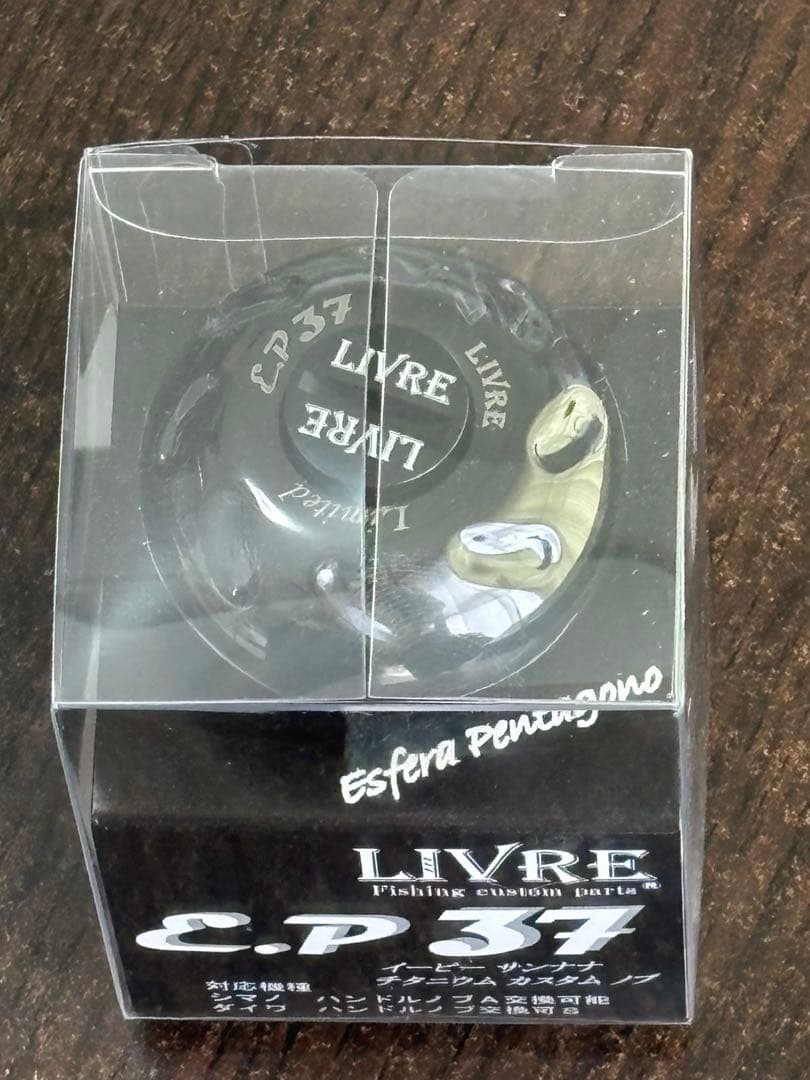 EP 37
LIVRE
LIVRE
LIVRE
Limited
Esfera Pentagono
LIVRE
Fishing custom parts
E.P 37
イーピー サンナナ
チタニウム カスタム ノブ
対応機種
シマノ ハンドルノブA交換可能
ダイワ ハンドルノブ交換可S